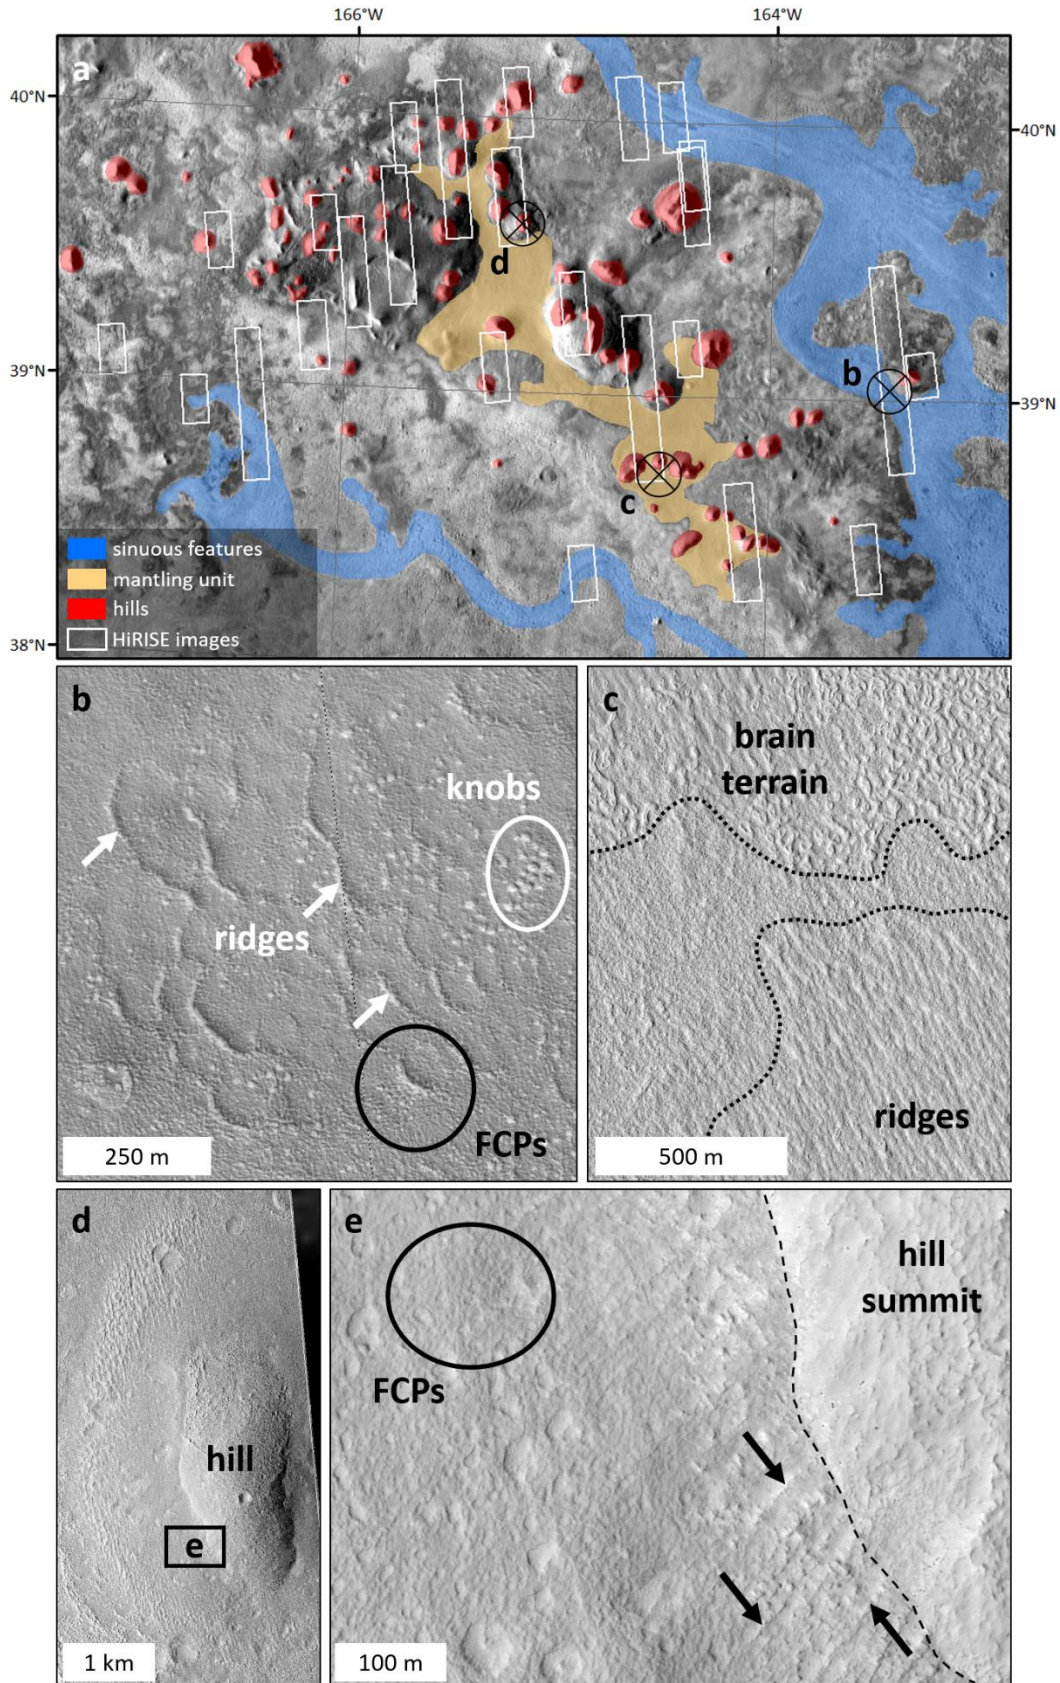 166°W
164°W
a
40°N
40°N
d
39°N
b
39°N
c
sinuous features
mantling unit
hills
HiRISE images
38°N
b
knobs
ridges
FCPs
250 m
c
brain
terrain
ridges
500 m
d
hill
e
1 km
e
hill
summit
FCPs
100 m